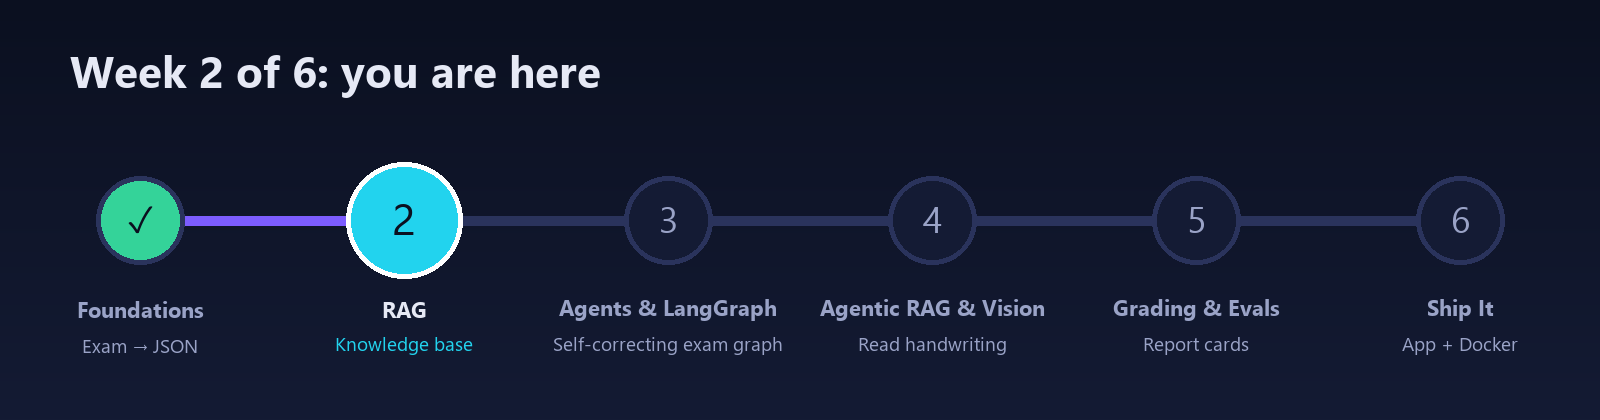 Week 2 of 6: you are here
✓
2
3
4
5
6
Foundations
RAG
Agents & LangGraph
Agentic RAG & Vision
Grading & Evals
Ship It
Exam → JSON
Knowledge base
Self-correcting exam graph
Read handwriting
Report cards
App + Docker